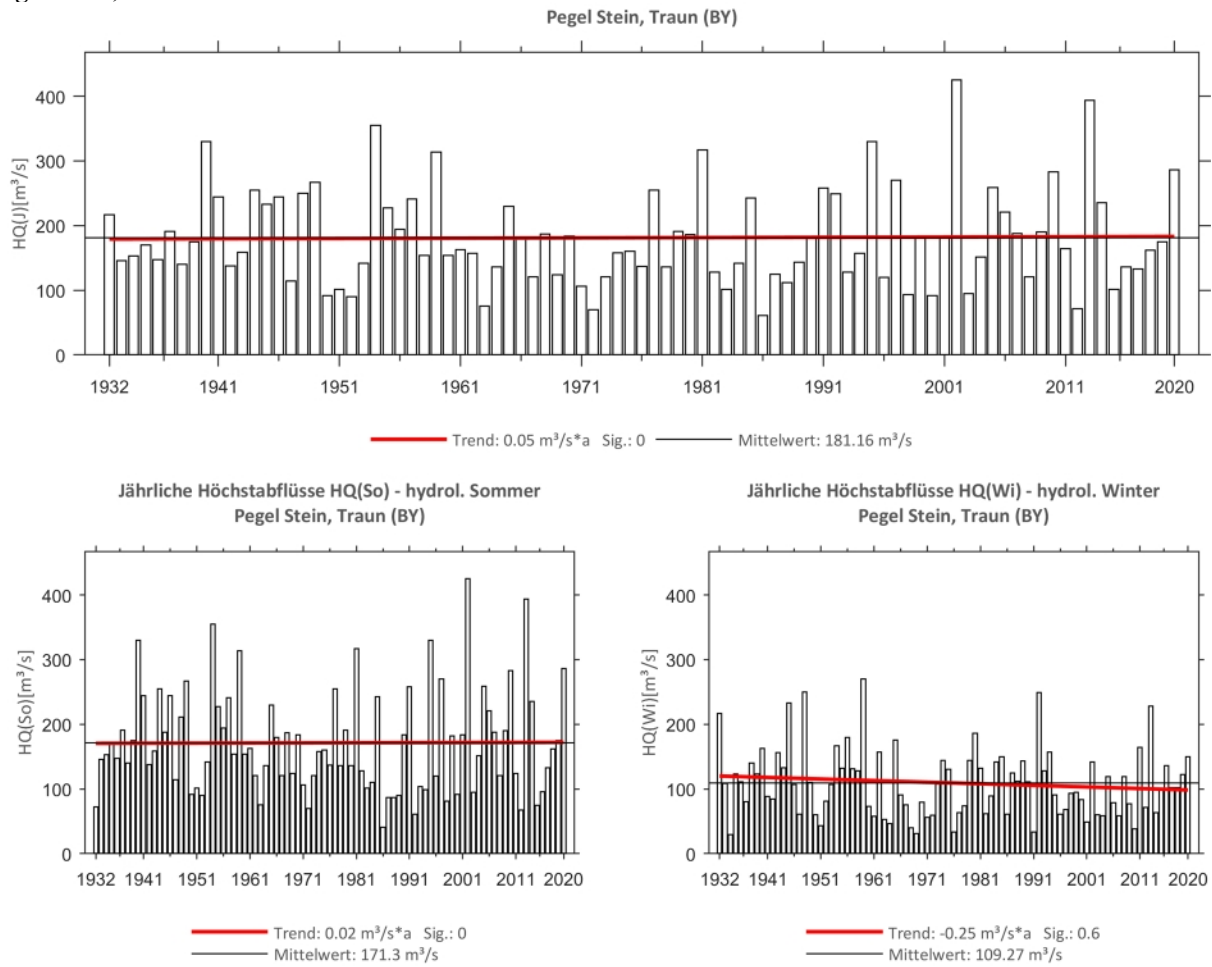 Pegel Stein, Traun (BY)
HQ(J)[m³/s]
400
300
200
100
0
1932 1941 1951 1961 1971 1981 1991 2001 2011 2020
Trend: 0.05 m³/s*a Sig.: 0 Mittelwert: 181.16 m³/s
Jährliche Höchstabflüsse HQ(So) - hydrol. Sommer
Pegel Stein, Traun (BY)
HQ(So)[m³/s]
400
300
200
100
0
1932 1941 1951 1961 1971 1981 1991 2001 2011 2020
Trend: 0.02 m³/s*a Sig.: 0
Mittelwert: 171.3 m³/s
Jährliche Höchstabflüsse HQ(Wi) - hydrol. Winter
Pegel Stein, Traun (BY)
HQ(Wi)[m³/s]
400
300
200
100
0
1932 1941 1951 1961 1971 1981 1991 2001 2011 2020
Trend: -0.25 m³/s*a Sig.: 0.6
Mittelwert: 109.27 m³/s